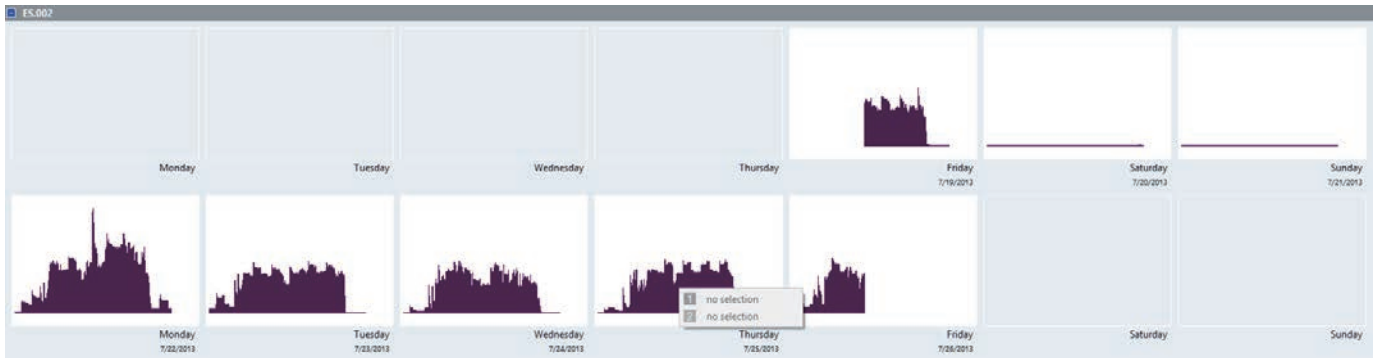 ES.002
Monday Tuesday Wednesday Thursday Friday Saturday Sunday
7/19/2013 7/20/2013 7/21/2013
1 no selection
2 no selection
Monday Tuesday Wednesday Thursday Friday Saturday Sunday
7/22/2013 7/23/2013 7/24/2013 7/25/2013 7/26/2013